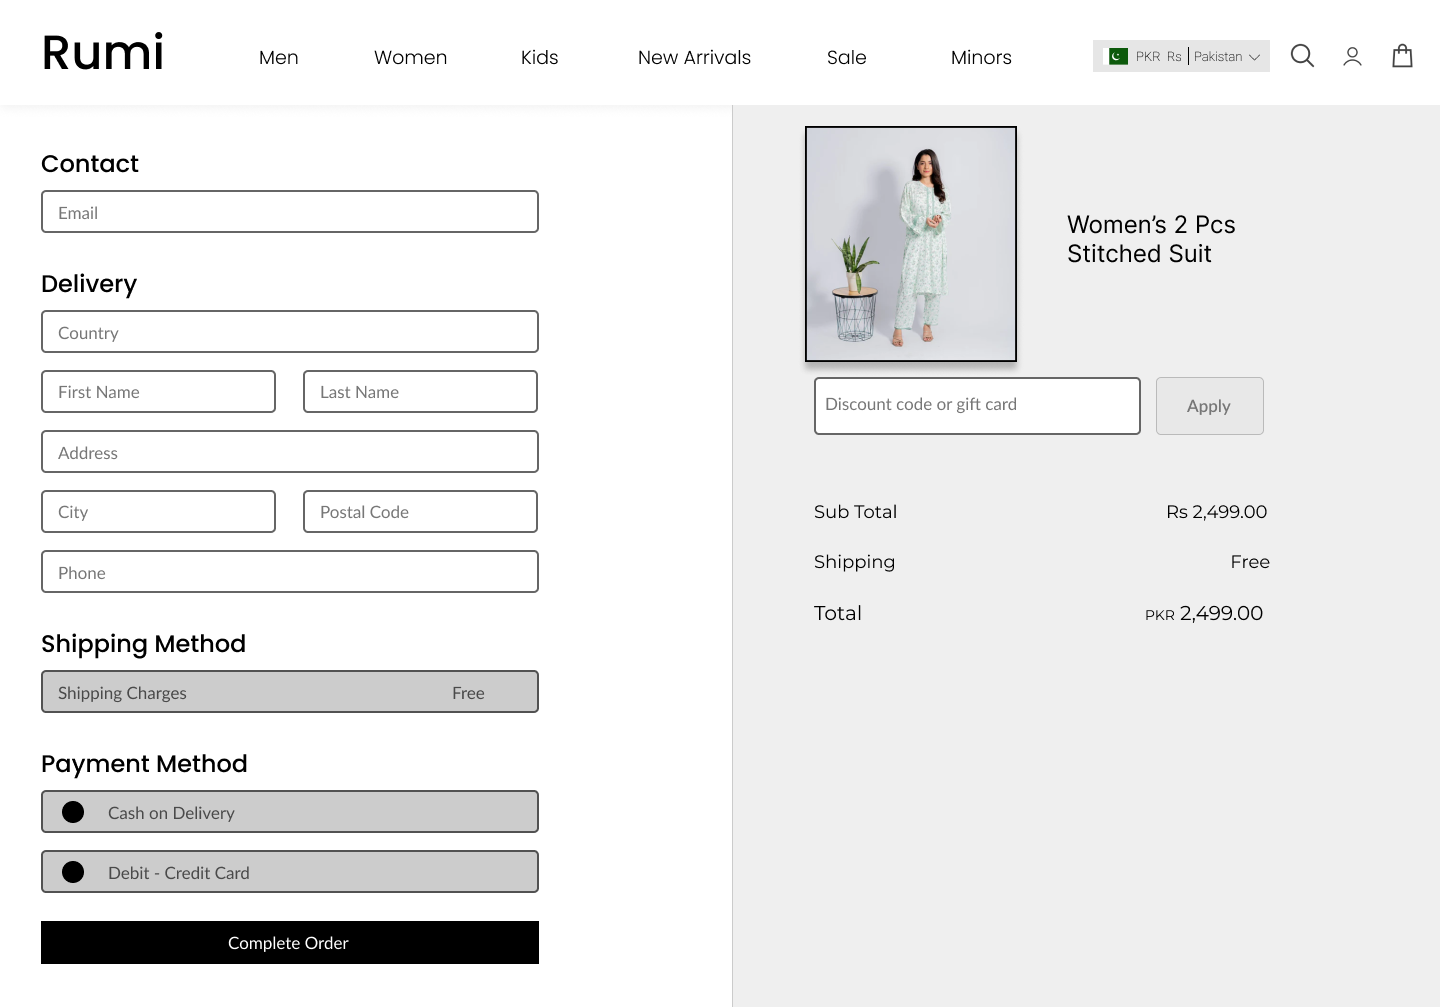 Rumi
Men
Women
Kids
New Arrivals
Sale
Minors
PKR Rs
Pakistan
Contact
Email
Delivery
Country
First Name
Last Name
Address
City
Postal Code
Phone
Shipping Method
Shipping Charges
Free
Payment Method
Cash on Delivery
Debit - Credit Card
Complete Order
Women’s 2 Pcs
Stitched Suit
Discount code or gift card
Apply
Sub Total
Rs 2,499.00
Shipping
Free
Total
PKR 2,499.00